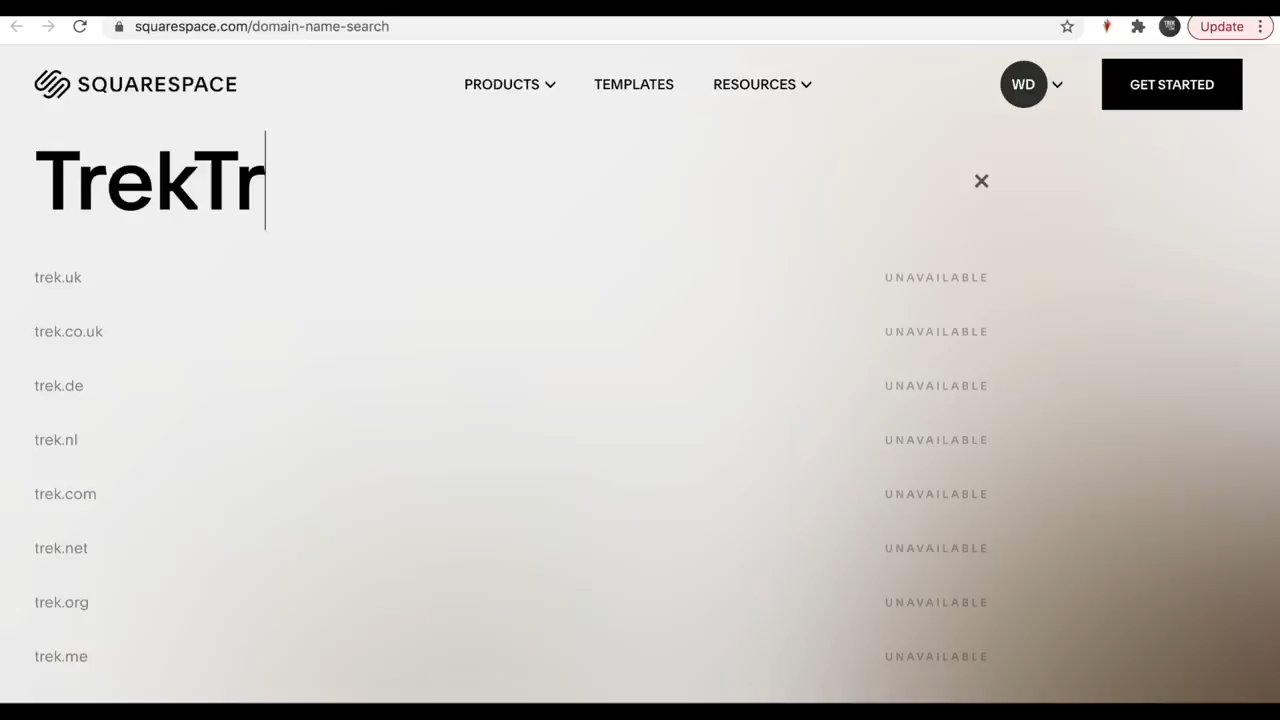 squarespace.com/domain-name-search
Update
SQUARESPACE
PRODUCTS
TEMPLATES
RESOURCES
WD
GET STARTED
TrekTr
trek.uk UNAVAILABLE
trek.co.uk UNAVAILABLE
trek.de UNAVAILABLE
trek.nl UNAVAILABLE
trek.com UNAVAILABLE
trek.net UNAVAILABLE
trek.org UNAVAILABLE
trek.me UNAVAILABLE